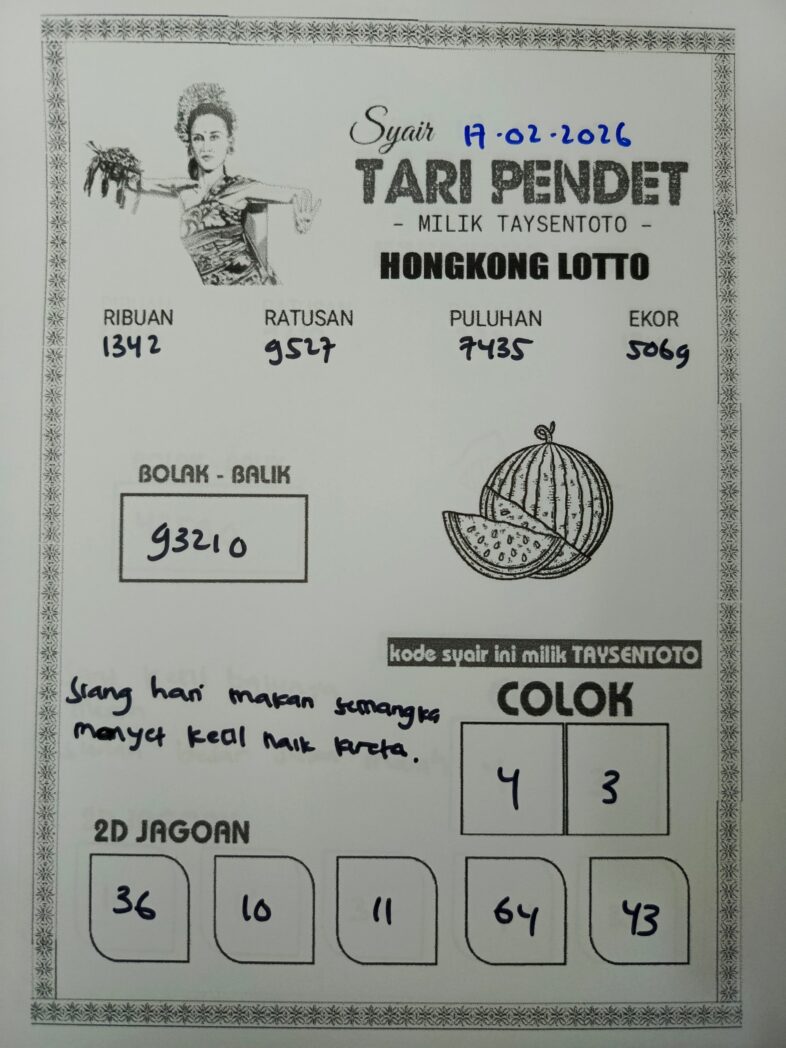 Syair 17.02.2026
TARI PENDET
- MILIK TAYSENTOTO -
HONGKONG LOTTO
RIBUAN RATUSAN PULUHAN EKOR
1342 9527 7435 5069
BOLAK - BALIK
93210
kode syair ini milik TAYSENTOTO
Siang hari makan semangka
monyet kecil naik kreta.
COLOK
4 3
2D JAGOAN
36 10 11 64 43